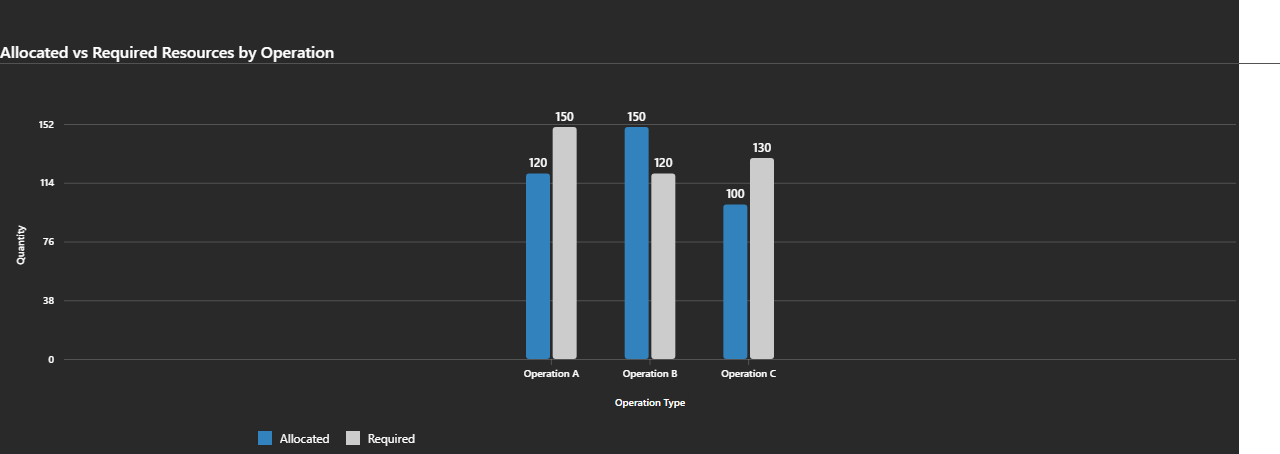 Allocated vs Required Resources by Operation
152
114
76
38
0
Quantity
120
150
150
120
100
130
Operation A
Operation B
Operation C
Operation Type
Allocated
Required